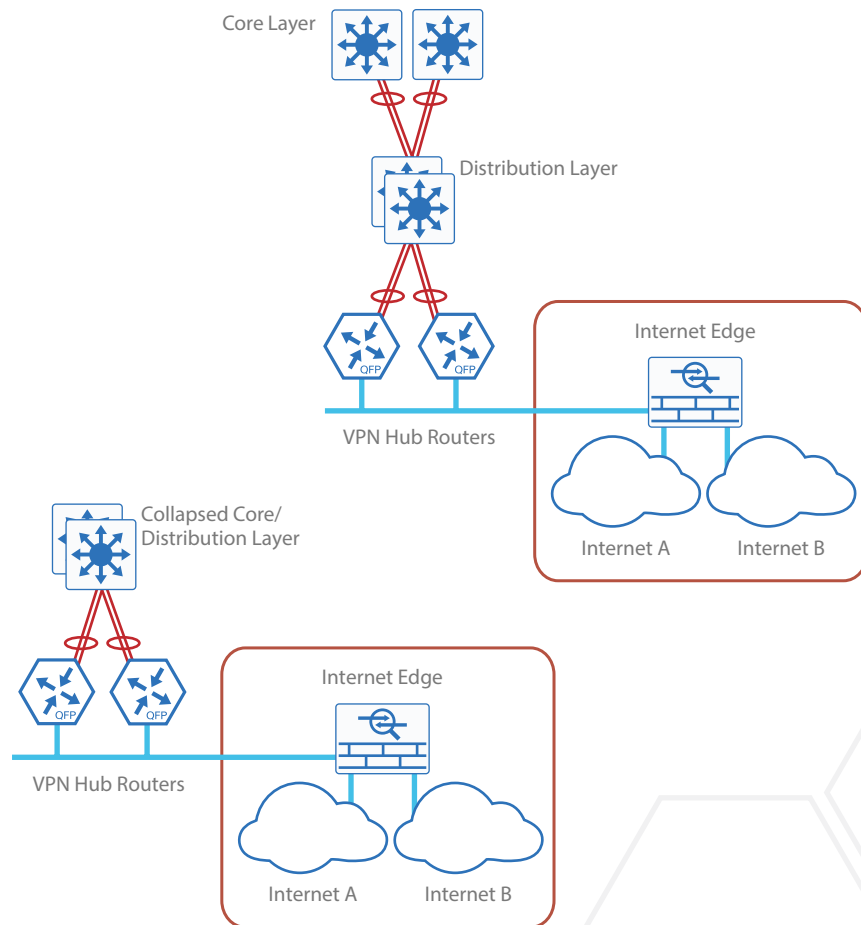 Core Layer
Distribution Layer
QFP
QFP
Internet Edge
VPN Hub Routers
Internet A
Internet B
Collapsed Core/
Distribution Layer
QFP
QFP
Internet Edge
VPN Hub Routers
Internet A
Internet B